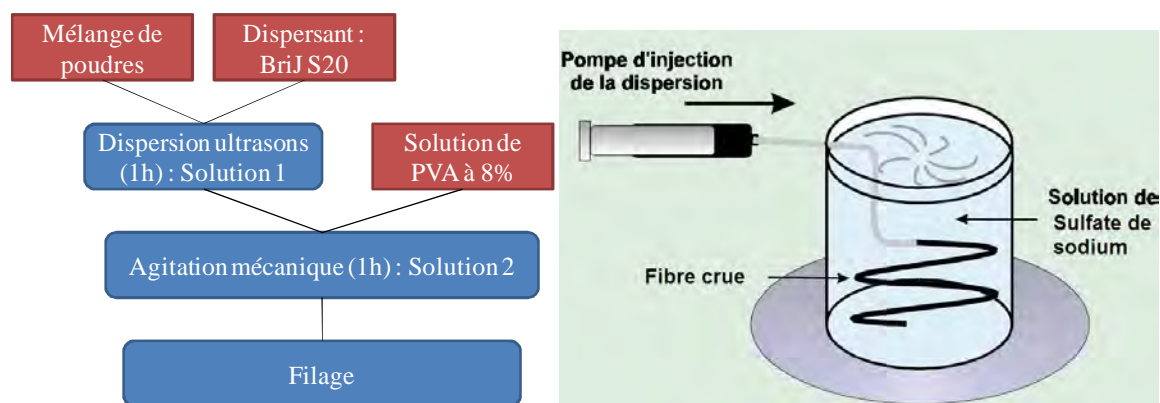 Mélange de
poudres
Dispersant :
BriJ S20
Dispersion ultrasons
(1h) : Solution 1
Solution de
PVA à 8%
Agitation mécanique (1h) : Solution 2
Filage
Pompe d'injection
de la dispersion
Solution de
Sulfate de
sodium
Fibre crue